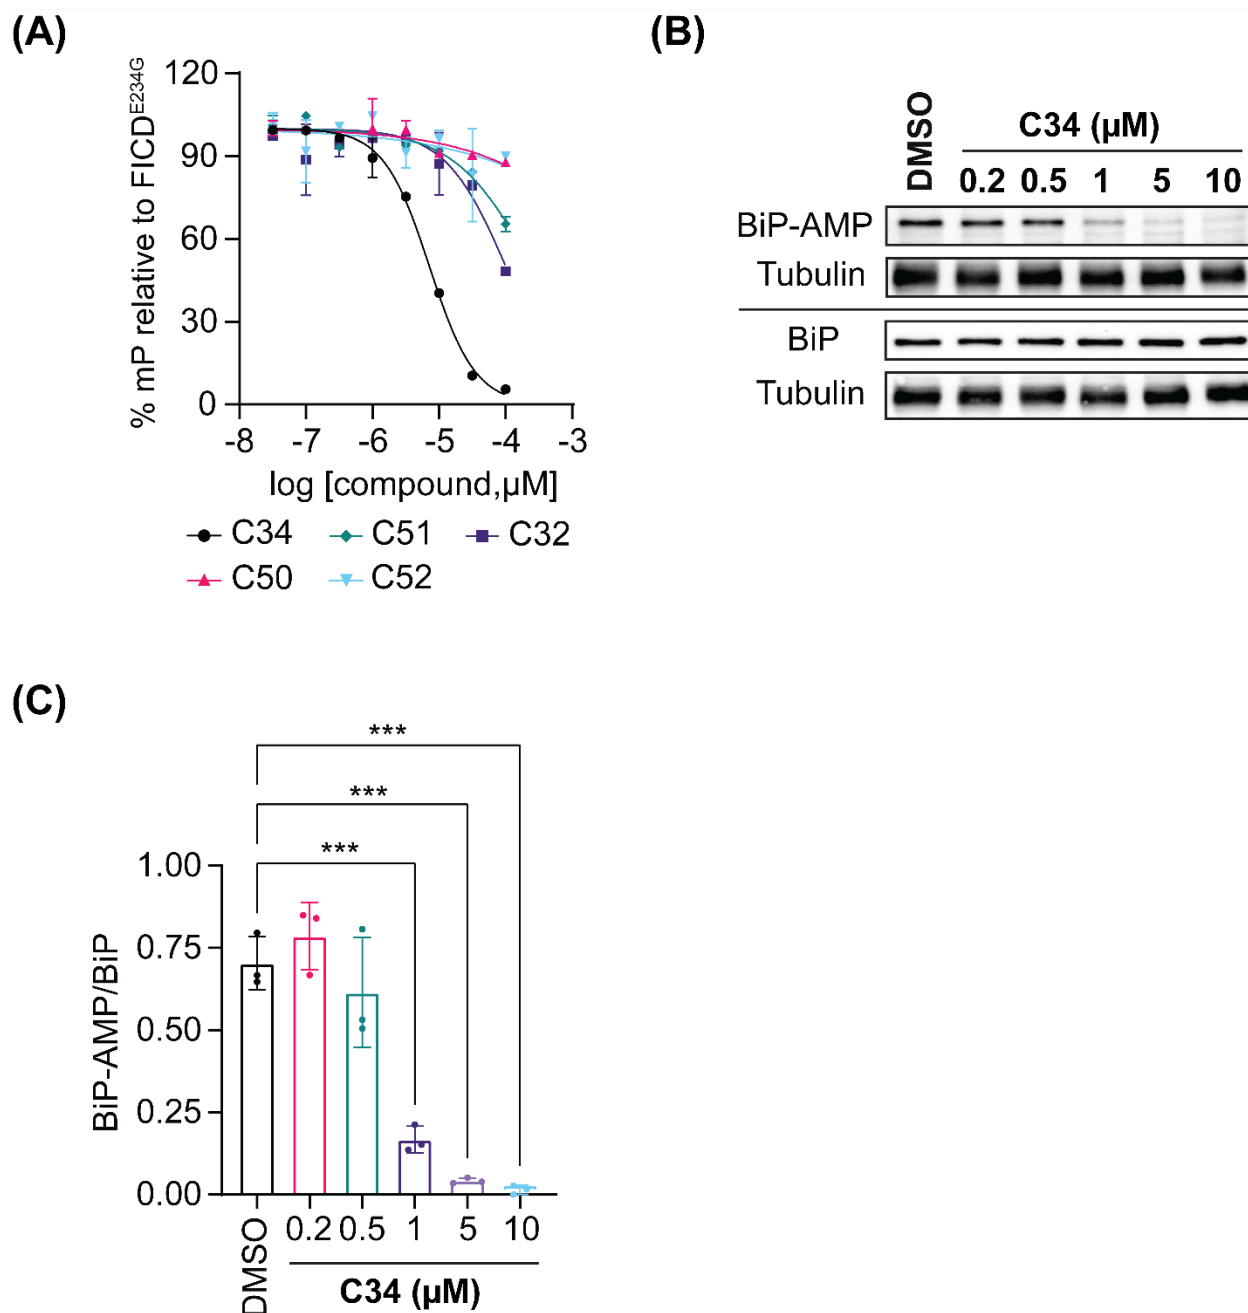 (A)
% mP relative to FICDE234G
120
90
60
30
0
-8 -7 -6 -5 -4 -3
log [compound,µM]
C34 C51 C32
C50 C52
(B)
DMSO
C34 (µM)
0.2 0.5 1 5 10
BiP-AMP
Tubulin
BiP
Tubulin
(C)
***
***
***
BiP-AMP/BiP
1.00
0.75
0.50
0.25
0.00
DMSO 0.2 0.5 1 5 10
C34 (µM)